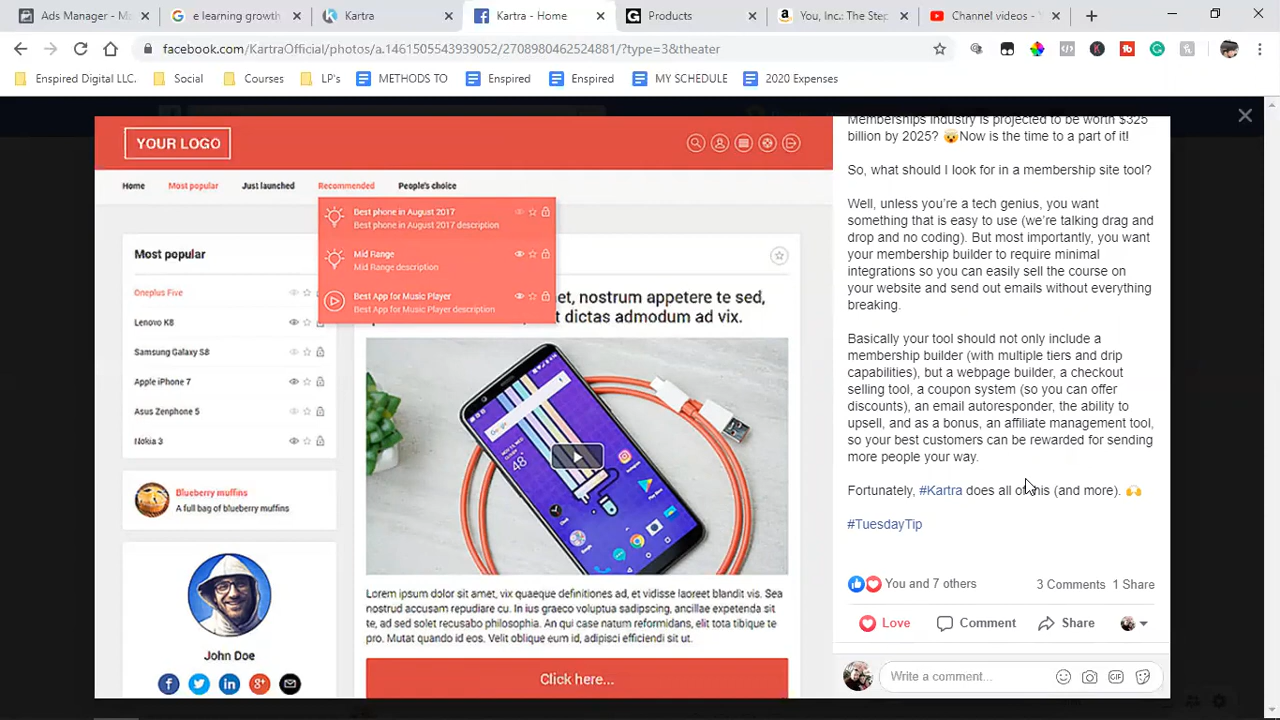 Ads Manager - Ma
e learning growth
Kartra
Kartra - Home
Products
You, Inc.: The Step
Channel videos - Y
facebook.com/KartraOfficial/photos/a.1461505543939052/2708980462524881/?type=3&theater
Enspired Digital LLC.
Social
Courses
LP's
METHODS TO
Enspired
Enspired
MY SCHEDULE
2020 Expenses
YOUR LOGO
Home
Most popular
Just launched
Recommended
People's choice
Best phone in August 2017
Best phone in August 2017 description
Mid Range
Mid Range description
Best App for Music Player
Best App for Music Player description
Most popular
Oneplus Five
Lenovo K8
Samsung Galaxy S8
Apple iPhone 7
Asus Zenphone 5
Nokia 3
Blueberry muffins
A full bag of blueberry muffins
John Doe
et, nostrum appetere te sed,
t dictas admodum ad vix.
Google
48°
Lorem ipsum dolor sit amet, vix quaeque definitiones ad, et vidisse laoreet blandit vis. Quo
nostrud accusam repudiare cu. In ius graeco voluptua sadipscing, ancillae expetenda sit
te, pro reset recusabo philosophia. An qui case natum reformidans, elit tota tibique te
pro. Mutat quando id eos. Velit oblique eum id, adipisci efficiendi sit ut.
Click here...
Memberships industry is projected to be worth $325
billion by 2025? 🤯Now is the time to a part of it!
So, what should I look for in a membership site tool?
Well, unless you're a tech genius, you want
something that is easy to use (we're talking drag and
drop and no coding). But most importantly, you want
your membership builder to require minimal
integrations so you can easily sell the course on
your website and send out emails without everything
breaking.
Basically your tool should not only include a
membership builder (with multiple tiers and drip
capabilities), but a webpage builder, a checkout
selling tool, a coupon system (so you can offer
discounts), an email autoresponder, the ability to
upsell, and as a bonus, an affiliate management tool,
so your best customers can be rewarded for sending
more people your way.
Fortunately, #Kartra does all of this (and more). 🙌
#TuesdayTip
You and 7 others
3 Comments 1 Share
Love
Comment
Share
Write a comment...
GIF